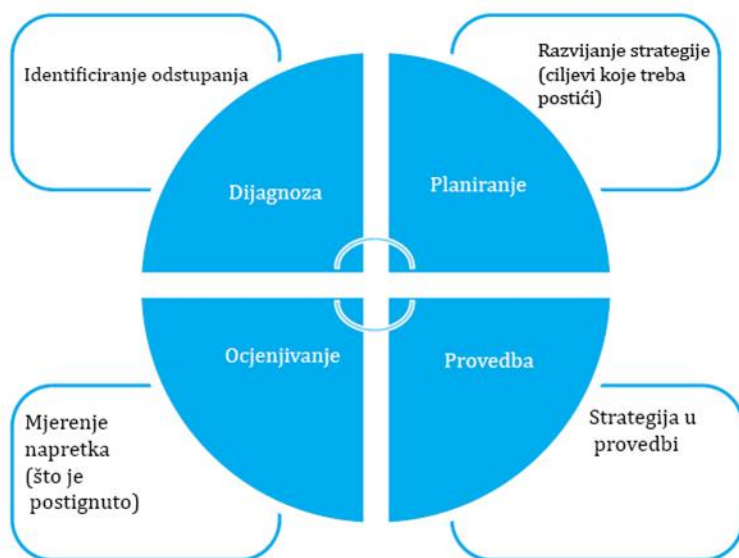 Identificiranje odstupanja
Razvijanje strategije
(ciljevi koje treba
postići)
Dijagnoza
Planiranje
Ocjenjivanje
Provedba
Mjerenje
napretka
(što je
postignuto)
Strategija u
provedbi